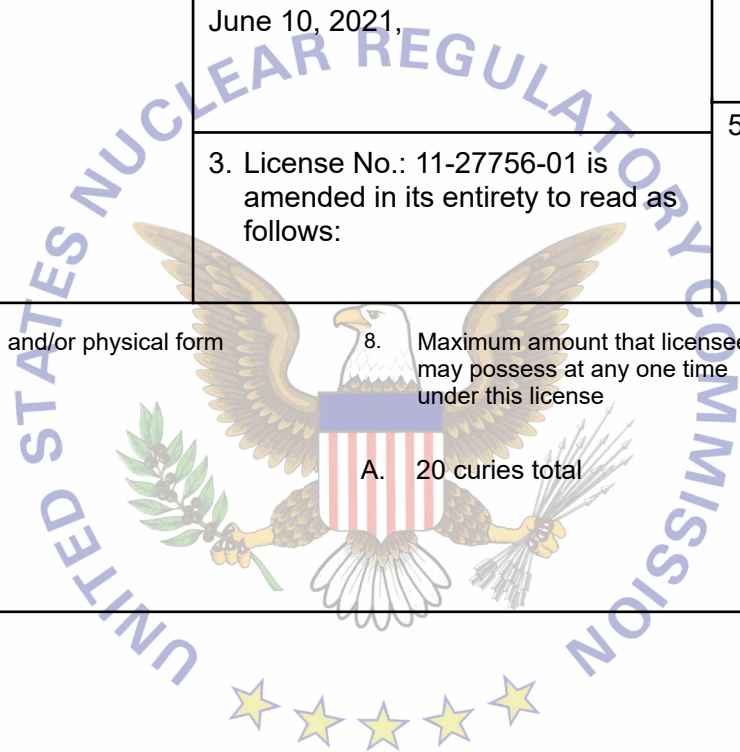 June 10, 2021,
5
3. License No.: 11-27756-01 is
amended in its entirety to read as
follows:
and/or physical form
8. Maximum amount that licensee
may possess at any one time
under this license
A. 20 curies total
UNITED STATES NUCLEAR REGULATORY COMMISSION